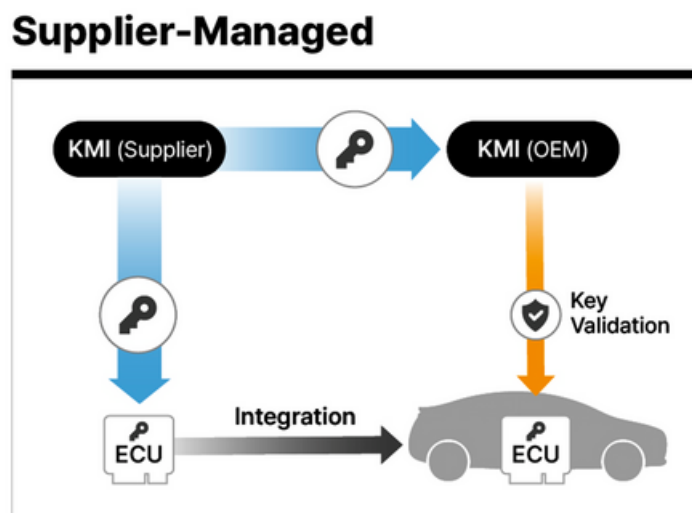 Supplier-Managed
KMI (Supplier)
KMI (OEM)
Key
Validation
Integration
ECU
ECU